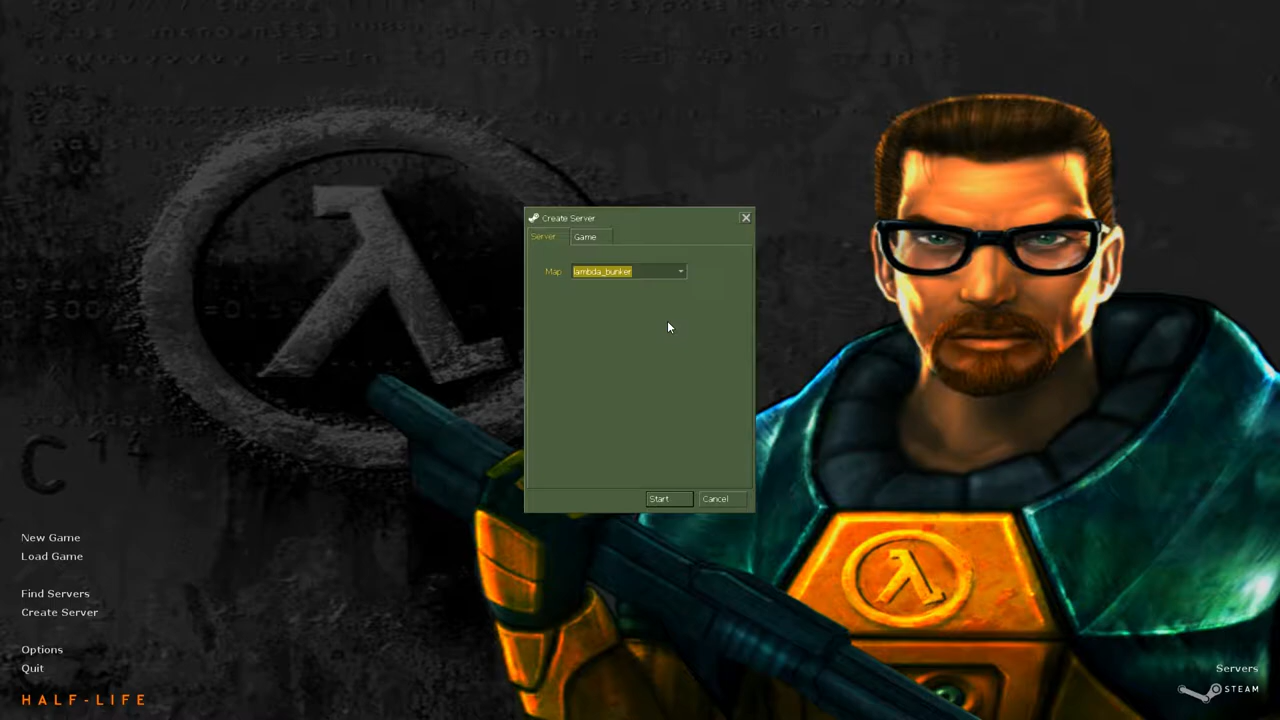 Create Server
Server
Game
Map
lambda_bunker
Start
Cancel
C14
New Game
Load Game
Find Servers
Create Server
Options
Quit
HALF-LIFE
Servers
STEAM